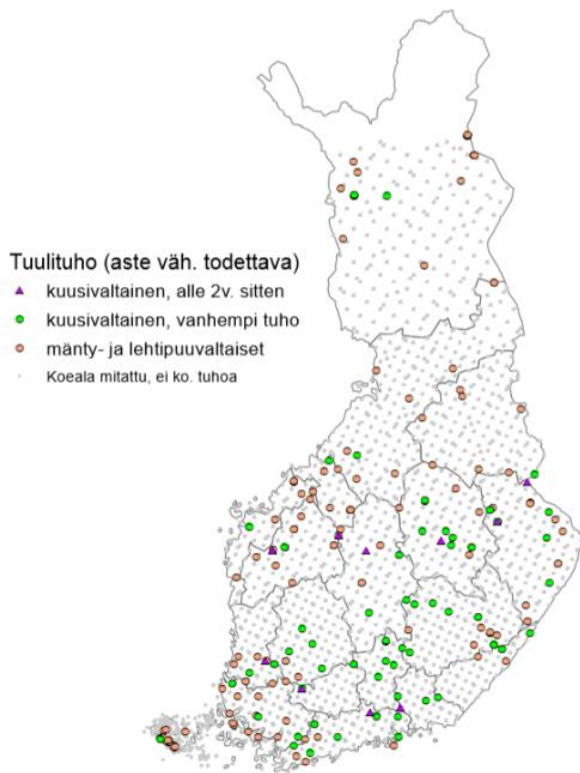 Tuulituho (aste väh. todettava)
kuusivaltainen, alle 2v. sitten
kuusivaltainen, vanhempi tuho
mänty- ja lehtipuuvaltaiset
Koeala mitattu, ei ko. tuhoa